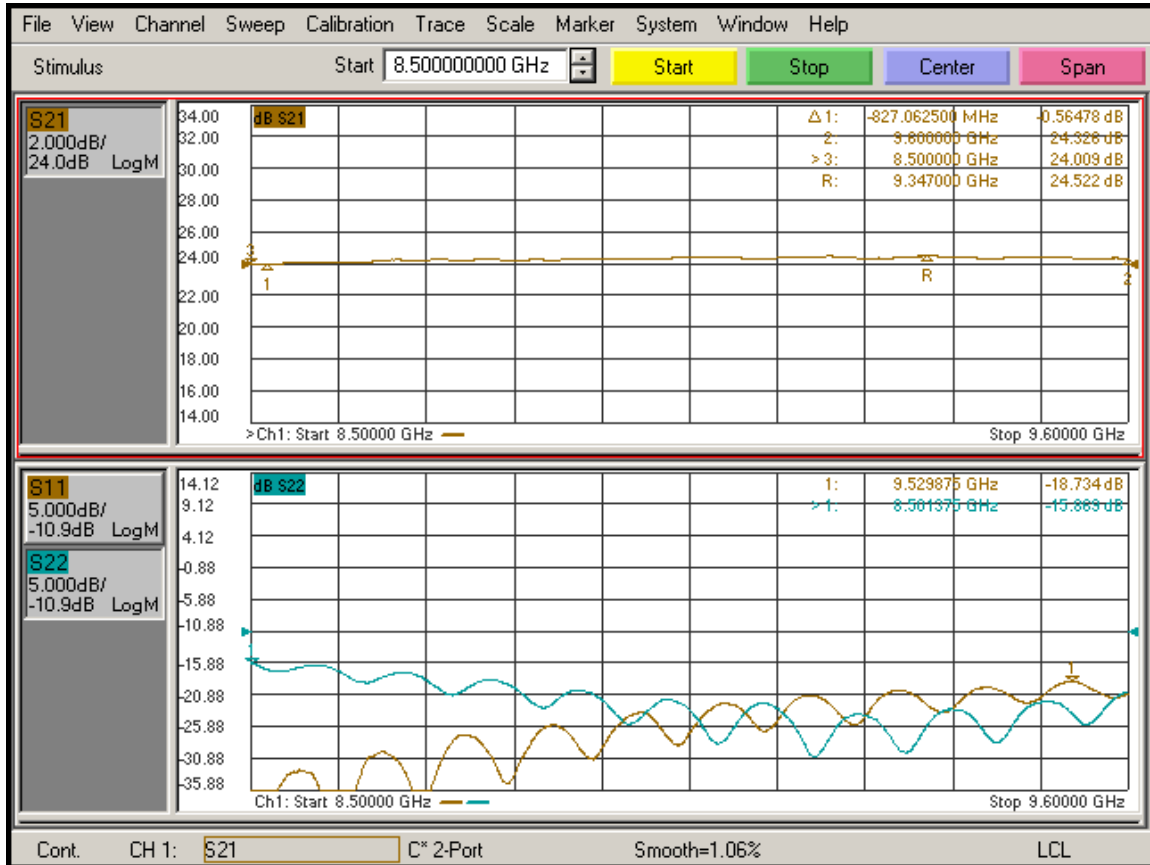 File View Channel Sweep Calibration Trace Scale Marker System Window Help
Stimulus Start 8.500000000 GHz Start Stop Center Span
S21
2.000dB/
24.0dB LogM
34.00
32.00
30.00
28.00
26.00
24.00
22.00
20.00
18.00
16.00
14.00
dB S21
Δ 1: -827.062500 MHz -0.56478 dB
2: 9.600000 GHz 24.326 dB
> 3: 8.500000 GHz 24.009 dB
R: 9.347000 GHz 24.522 dB
3
1
R
2
>Ch1: Start 8.50000 GHz Stop 9.60000 GHz
S11
5.000dB/
-10.9dB LogM
S22
5.000dB/
-10.9dB LogM
14.12
9.12
4.12
-0.88
-5.88
-10.88
-15.88
-20.88
-25.88
-30.88
-35.88
dB S22
1: 9.529875 GHz -18.734 dB
> 1: 8.501375 GHz -15.869 dB
1
Ch1: Start 8.50000 GHz Stop 9.60000 GHz
Cont. CH 1: S21 C* 2-Port Smooth=1.06% LCL